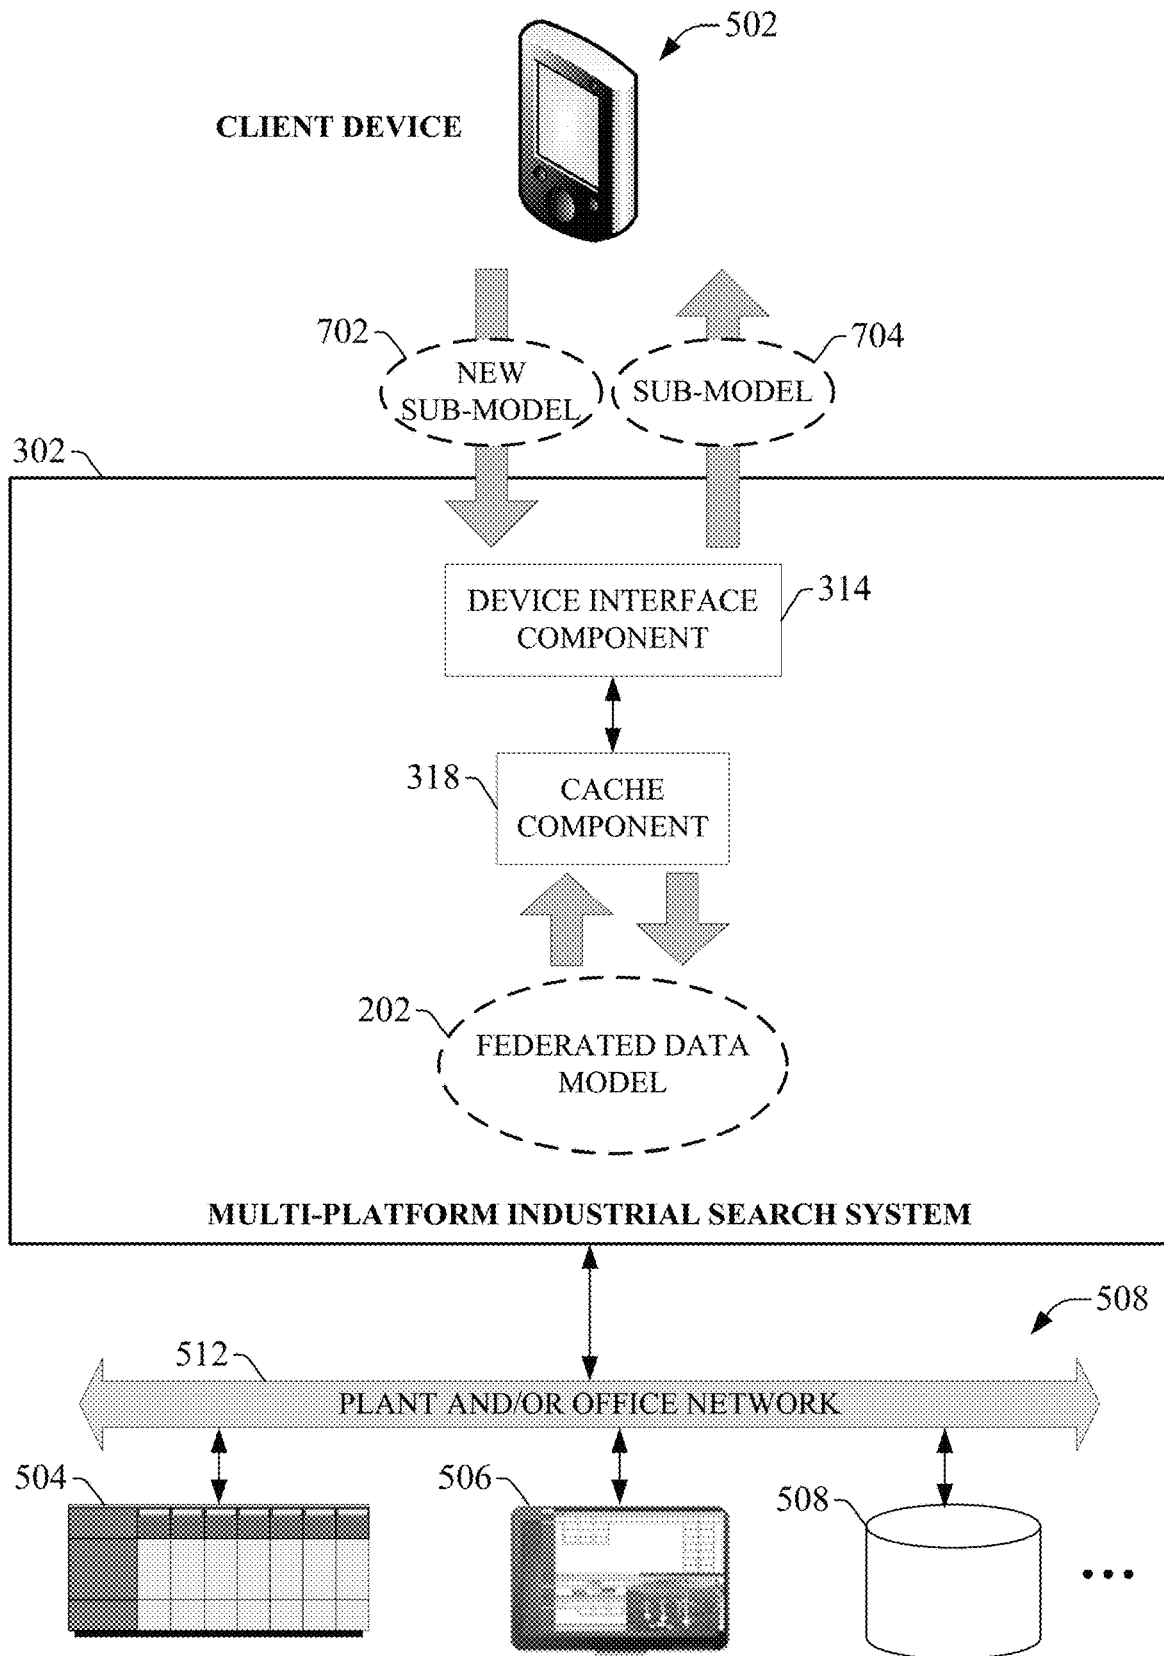 502
CLIENT DEVICE
702
704
NEW
SUB-MODEL
SUB-MODEL
302
DEVICE INTERFACE
COMPONENT
314
318
CACHE
COMPONENT
202
FEDERATED DATA
MODEL
MULTI-PLATFORM INDUSTRIAL SEARCH SYSTEM
508
512
PLANT AND/OR OFFICE NETWORK
504
506
508
•••